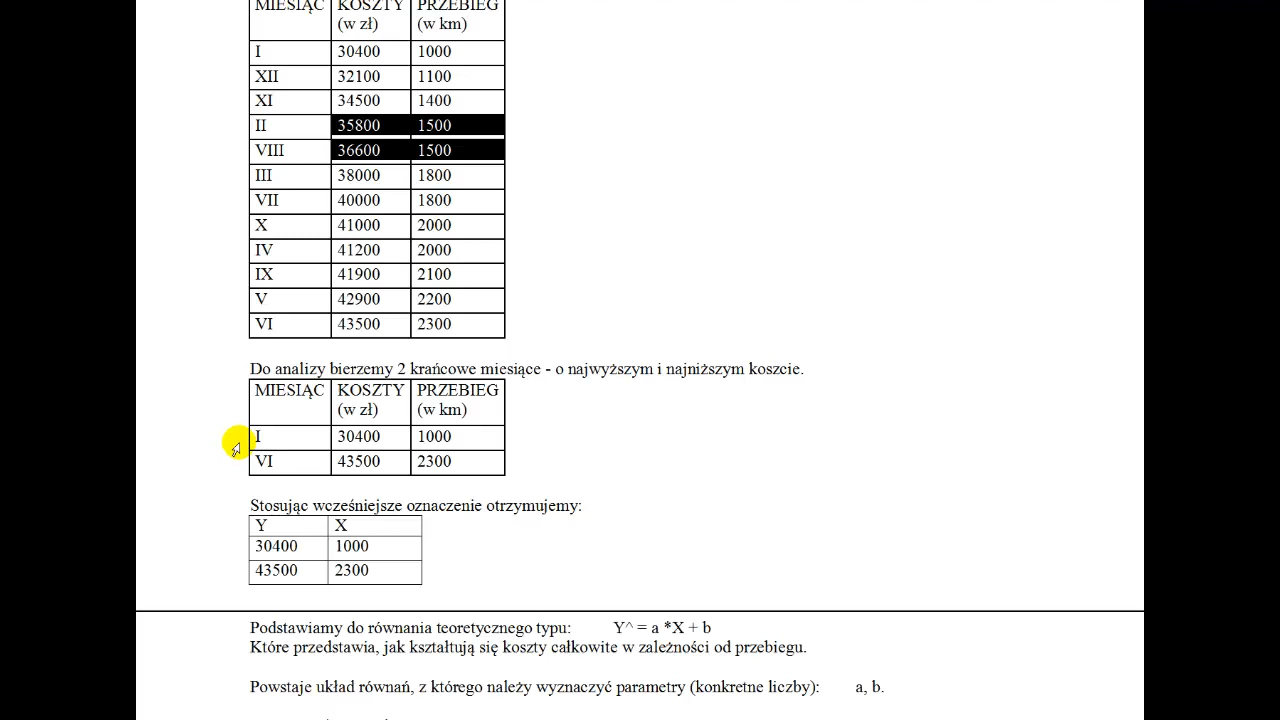 MIESIĄC KOSZTY PRZEBIEG
(w zł) (w km)
I 30400 1000
XII 32100 1100
XI 34500 1400
II 35800 1500
VIII 36600 1500
III 38000 1800
VII 40000 1800
X 41000 2000
IV 41200 2000
IX 41900 2100
V 42900 2200
VI 43500 2300
Do analizy bierzemy 2 krańcowe miesiące - o najwyższym i najniższym koszcie.
MIESIĄC KOSZTY PRZEBIEG
(w zł) (w km)
I 30400 1000
VI 43500 2300
Stosując wcześniejsze oznaczenie otrzymujemy:
Y X
30400 1000
43500 2300
Podstawiamy do równania teoretycznego typu: Y^ = a *X + b
Które przedstawia, jak kształtują się koszty całkowite w zależności od przebiegu.
Powstaje układ równań, z którego należy wyznaczyć parametry (konkretne liczby): a, b.